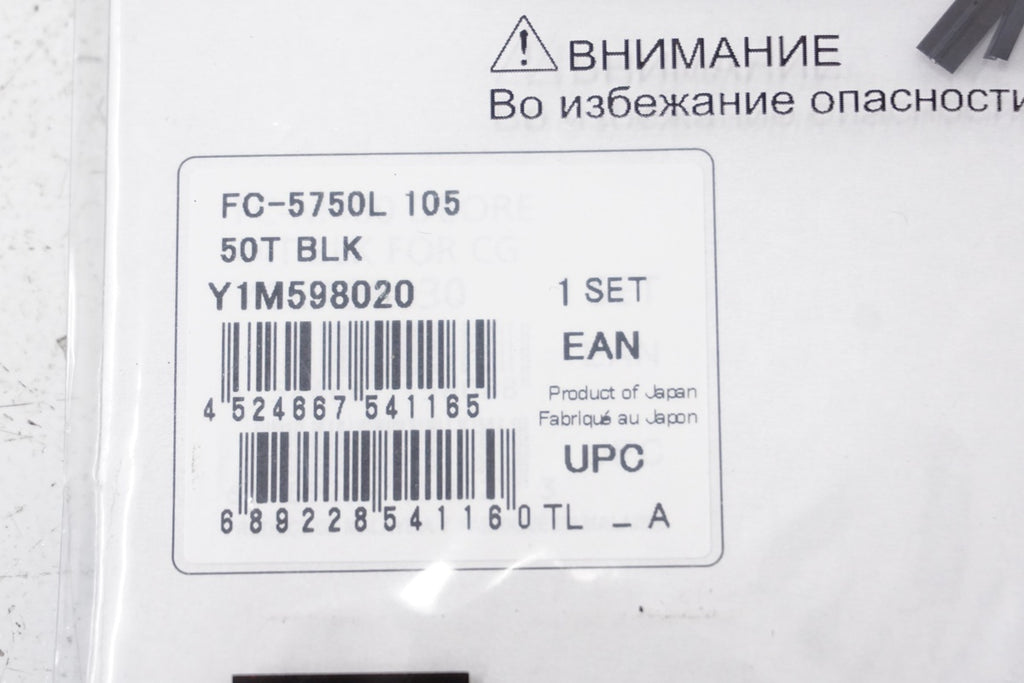 ВНИМАНИЕ
Во избежание опасности
FC-5750L 105
50T BLK
Y1M598020
1 SET
EAN
4 524667 541165
Product of Japan
Fabriqué au Japon
UPC
6 89228 54116 0 TL _ A